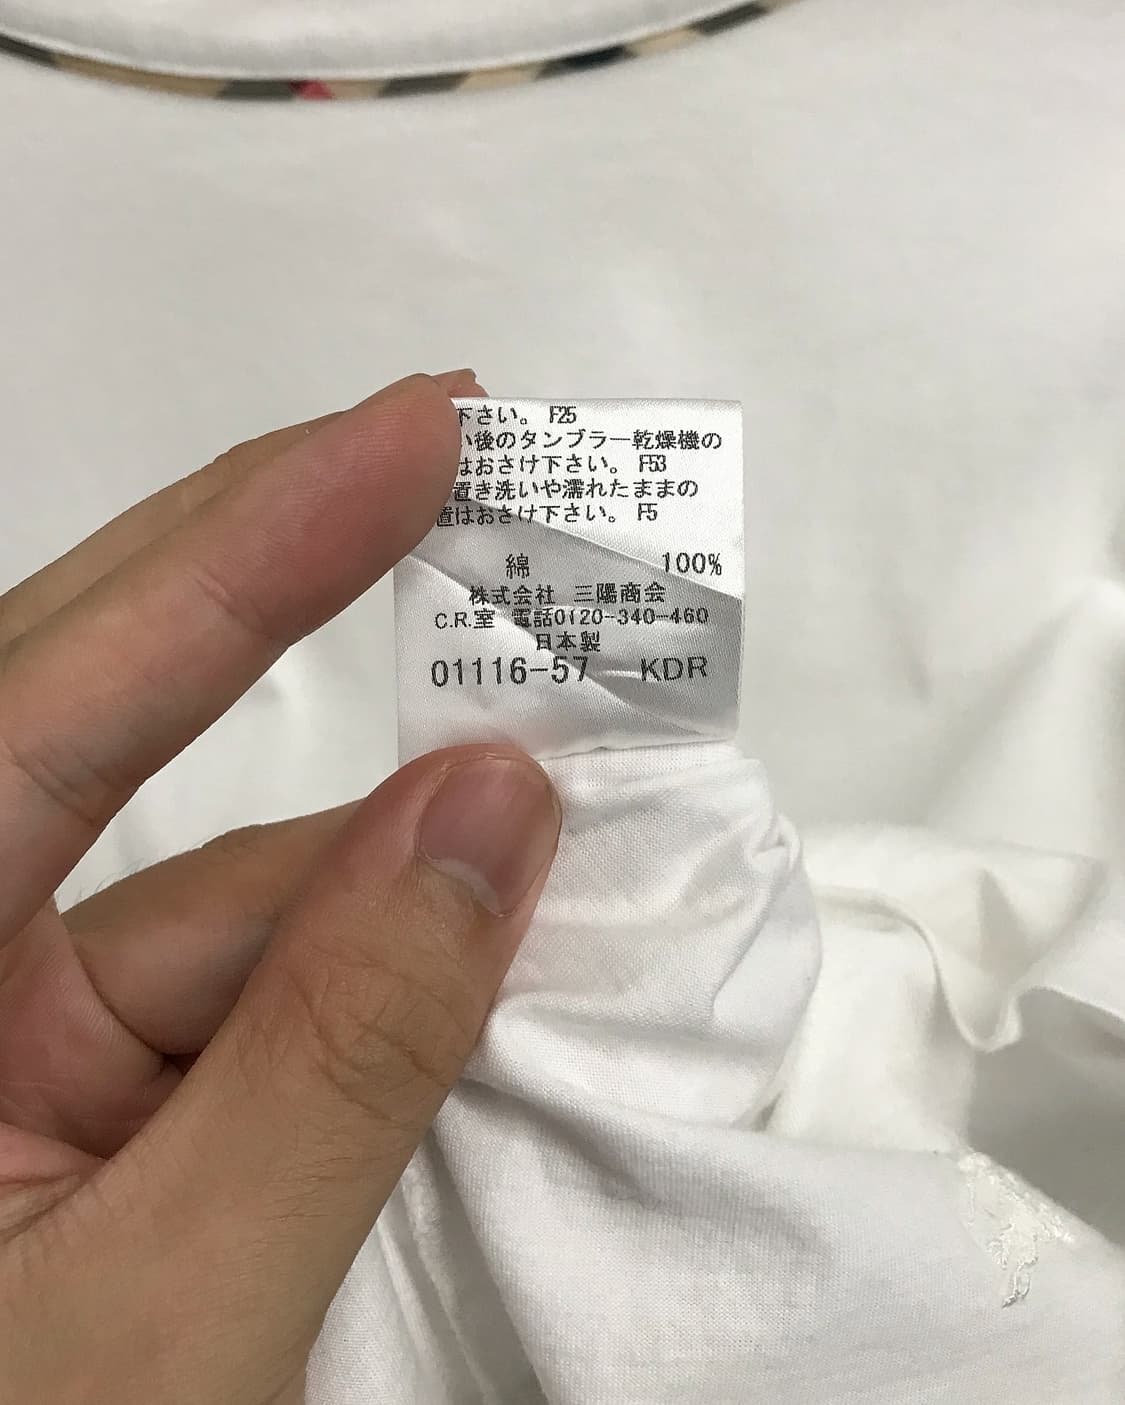 下さい。 F25
い後のタンブラー乾燥機の
はおさけ下さい。 F53
置き洗いや濡れたままの
置はおさけ下さい。 F5
綿 100%
株式会社 三陽商会
C.R.室 電話0120-340-460
日本製
01116-57 KDR